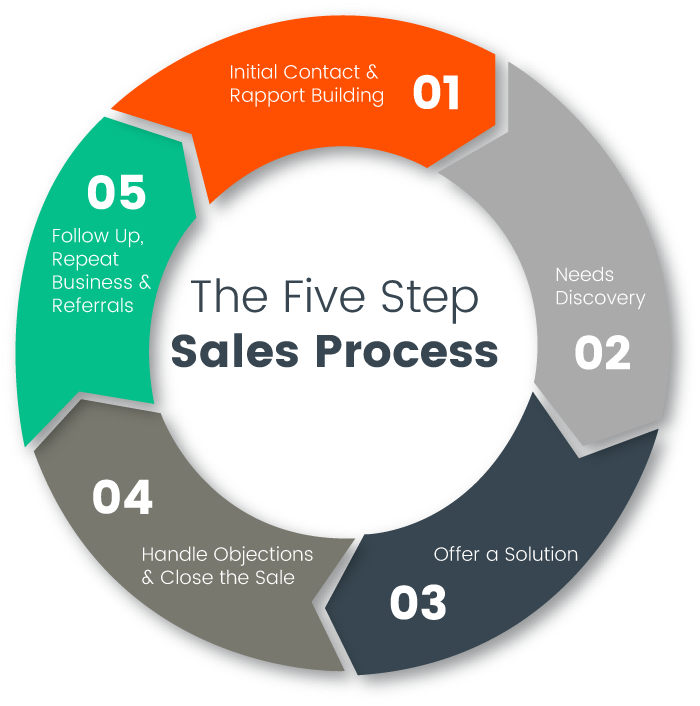 The Five Step
Sales Process
Initial Contact &
Rapport Building
01
Needs
Discovery
02
Offer a Solution
03
04
Handle Objections
& Close the Sale
05
Follow Up,
Repeat
Business &
Referrals